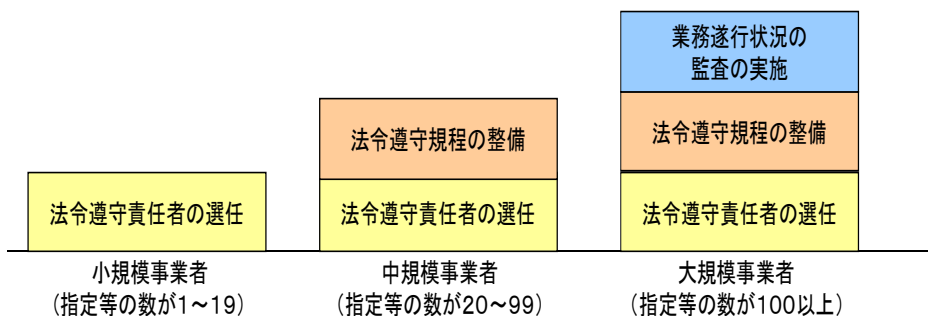 業務遂行状況の
監査の実施
法令遵守規程の整備
法令遵守規程の整備
法令遵守責任者の選任
法令遵守責任者の選任
法令遵守責任者の選任
小規模事業者
(指定等の数が1~19)
中規模事業者
(指定等の数が20~99)
大規模事業者
(指定等の数が100以上)